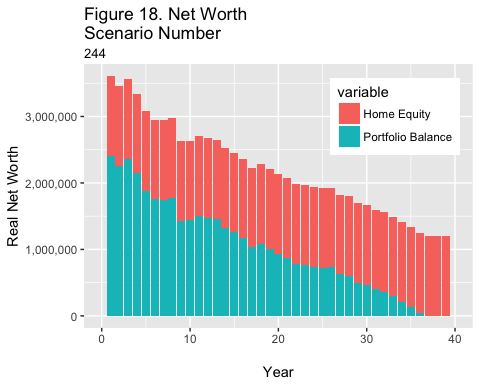 Figure 18. Net Worth
Scenario Number
244
variable
Home Equity
Portfolio Balance
Real Net Worth
3,000,000
2,000,000
1,000,000
0
0 10 20 30 40
Year